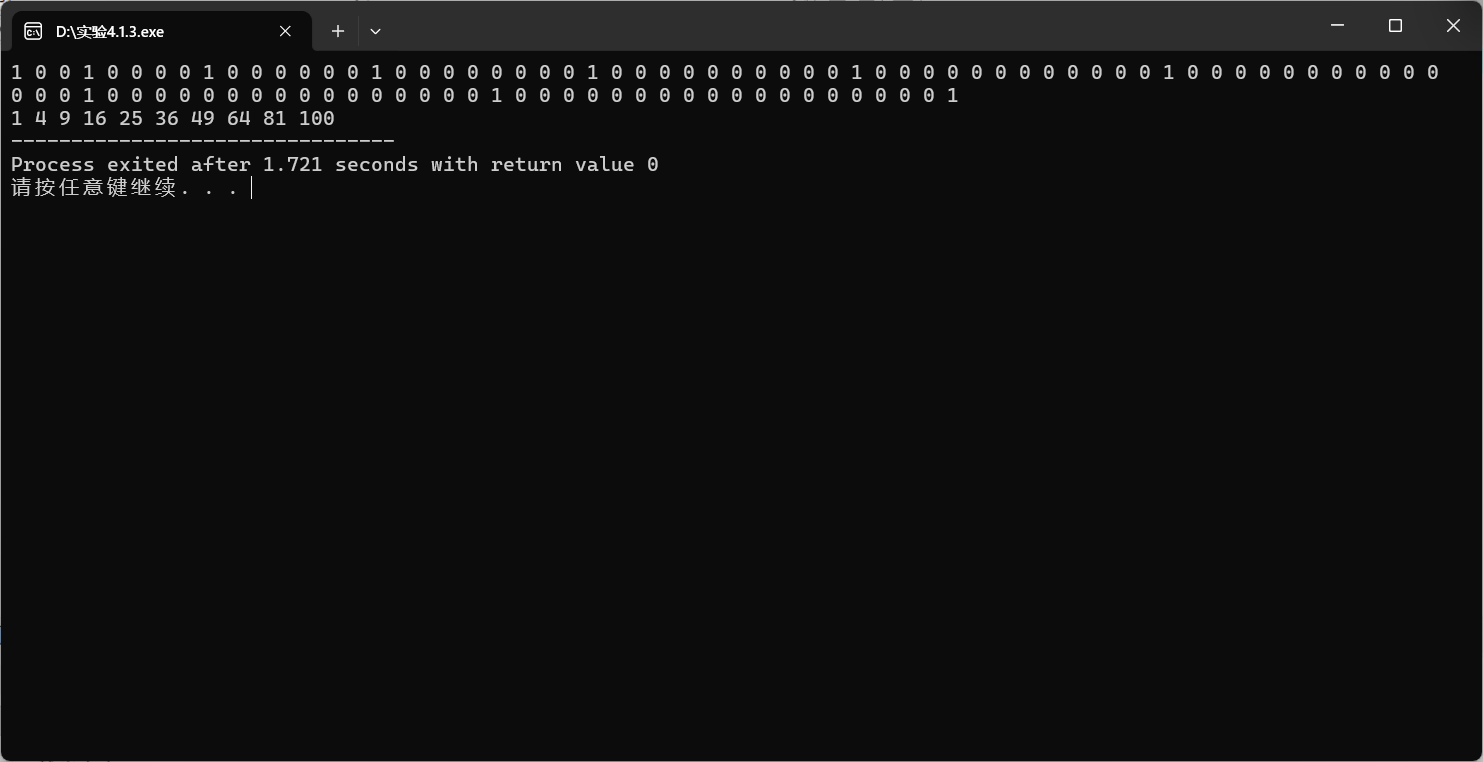 D:\实验4.1.3.exe
1 0 0 1 0 0 0 0 1 0 0 0 0 0 0 1 0 0 0 0 0 0 0 0 1 0 0 0 0 0 0 0 0 0 0 1 0 0 0 0 0 0 0 0 0 0 0 0 1 0 0 0 0 0 0 0 0 0 0 0
0 0 0 1 0 0 0 0 0 0 0 0 0 0 0 0 0 0 0 0 1 0 0 0 0 0 0 0 0 0 0 0 0 0 0 0 0 0 0 1
1 4 9 16 25 36 49 64 81 100
--------------------------------
Process exited after 1.721 seconds with return value 0
请按任意键继续. . .